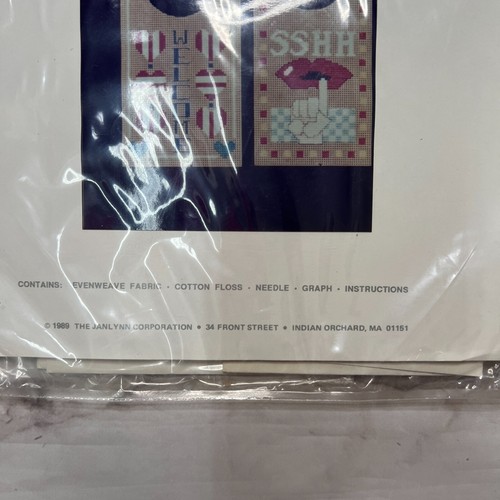 SSHH
WELCOME
CONTAINS: EVENWEAVE FABRIC • COTTON FLOSS • NEEDLE • GRAPH • INSTRUCTIONS
© 1989 THE JANLYNN CORPORATION • 34 FRONT STREET • INDIAN ORCHARD, MA 01151